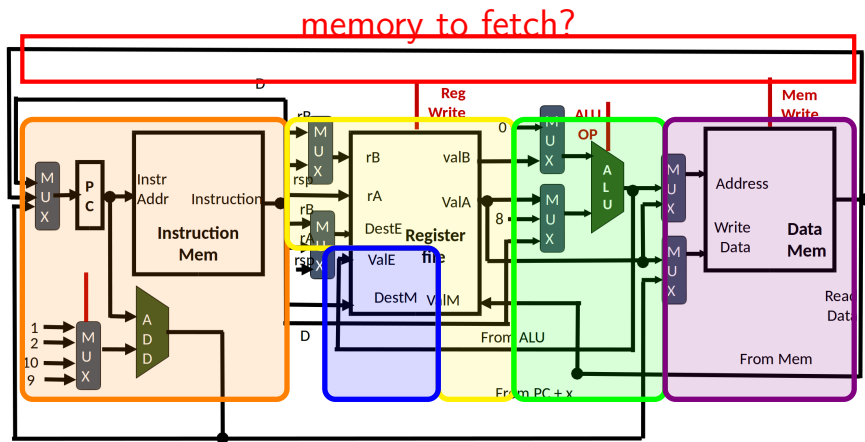 memory to fetch?
D
Reg
Write
Mem
Write
ALU
OP
rB
rsp
rB
rA
rsp
0
8
M
U
X
P
C
Instr
Addr
Instruction
Instruction
Mem
M
U
X
M
U
X
rB
rA
DestE
ValE
DestM
valB
ValA
Register
file
ValM
M
U
X
M
U
X
A
L
U
M
U
X
M
U
X
Address
Write
Data
Data
Mem
Read
Data
1
2
10
9
M
U
X
A
D
D
D
From ALU
From Mem
From PC + x